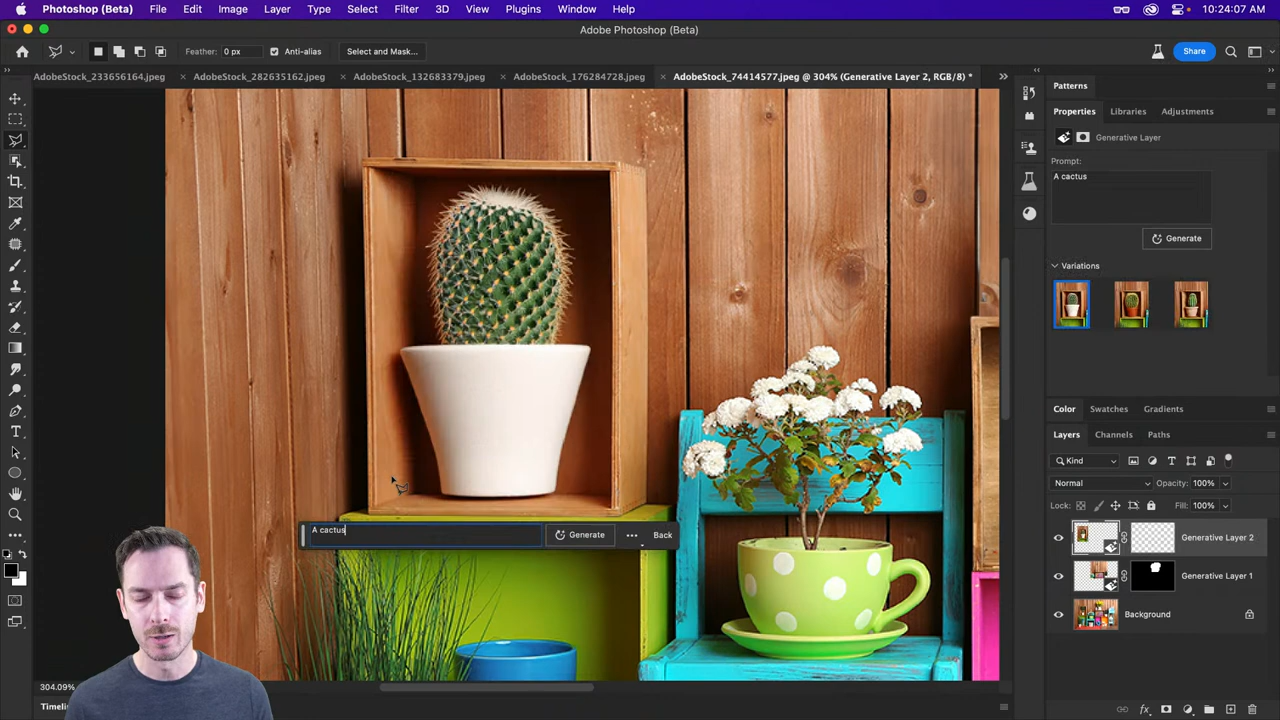 Photoshop (Beta) File Edit Image Layer Type Select Filter 3D View Plugins Window Help 10:24:07 AM
Adobe Photoshop (Beta)
Feather: 0 px Anti-alias Select and Mask... Share
AdobeStock_233656164.jpeg AdobeStock_282635162.jpeg AdobeStock_132683379.jpeg AdobeStock_176284728.jpeg AdobeStock_74414577.jpeg @ 304% (Generative Layer 2, RGB/8) *
Patterns
Properties Libraries Adjustments
Generative Layer
Prompt:
A cactus
Generate
Variations
Color Swatches Gradients
Layers Channels Paths
Kind
Normal Opacity: 100%
Lock: Fill: 100%
A cactus Generate ... Back
Generative Layer 2
Generative Layer 1
Background
304.09%
Timeli
fx